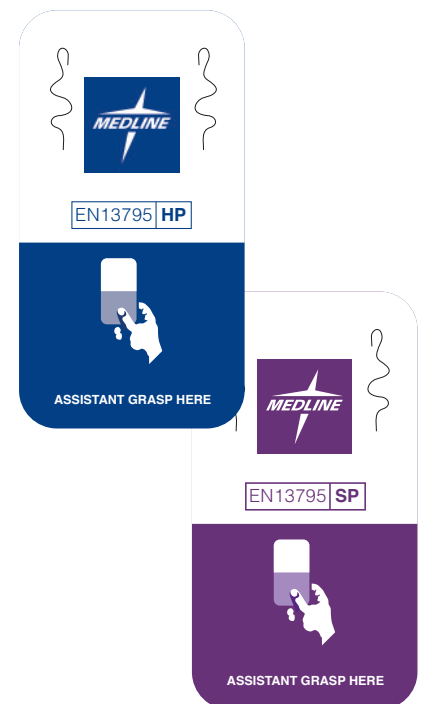 MEDLINE
EN13795 HP
ASSISTANT GRASP HERE
MEDLINE
EN13795 SP
ASSISTANT GRASP HERE